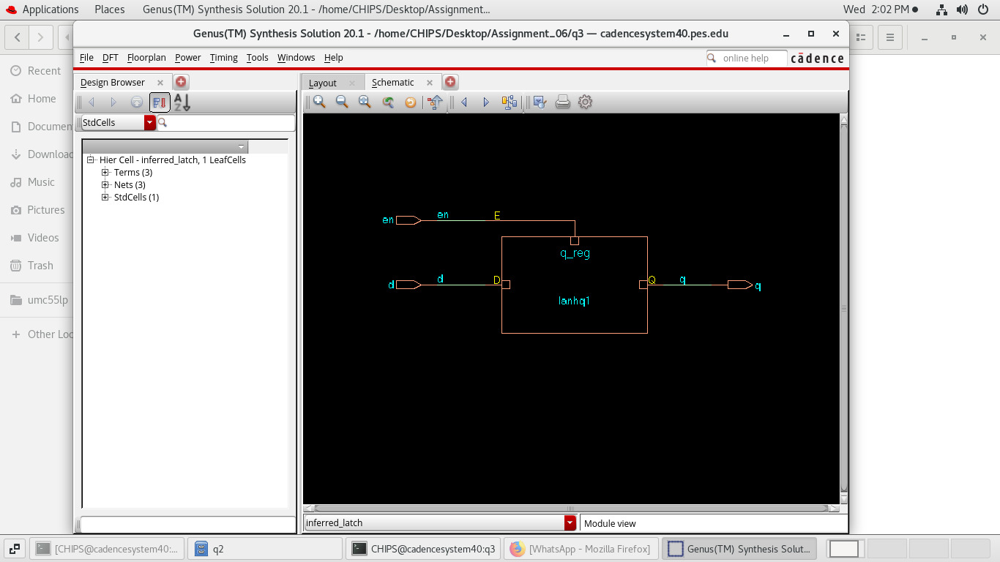 Applications Places Genus(TM) Synthesis Solution 20.1 - /home/CHIPS/Desktop/Assignment... Wed 2:02 PM
Genus(TM) Synthesis Solution 20.1 - /home/CHIPS/Desktop/Assignment_06/q3 — cadencesystem40.pes.edu
File DFT Floorplan Power Timing Tools Windows Help online help cādence
Design Browser
Layout Schematic
StdCells
Recent
Home
Documen
Downloa
Music
Pictures
Videos
Trash
umc55lp
Other Loc
Hier Cell - inferred_latch, 1 LeafCells
Terms (3)
Nets (3)
StdCells (1)
en en E
q_reg
d d D Q q q
lanhq1
inferred_latch Module view
[CHIPS@cadencesystem40:... q2 CHIPS@cadencesystem40:q3 [WhatsApp - Mozilla Firefox] Genus(TM) Synthesis Solut...